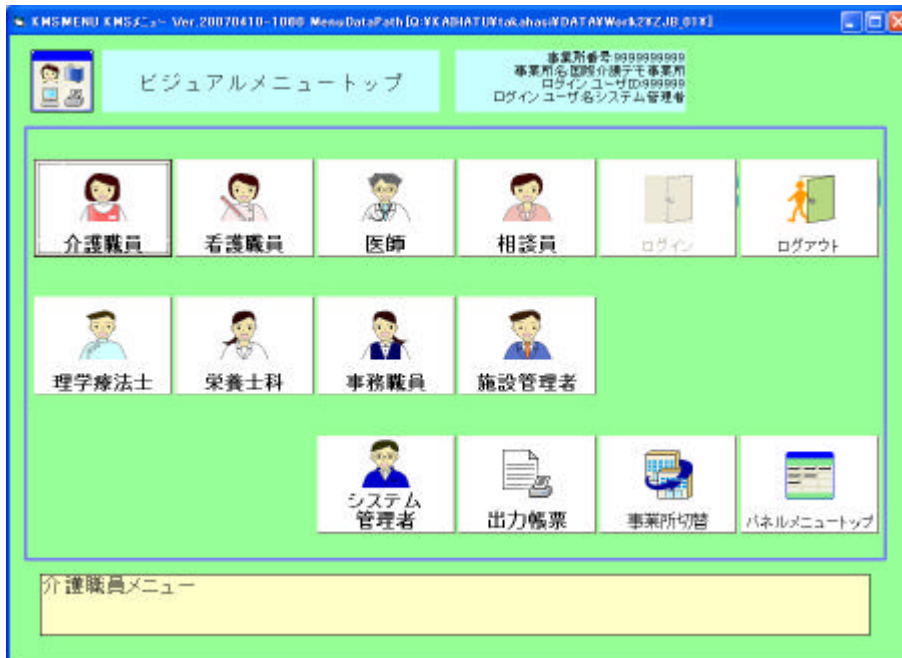 KMSMENU KMSメニュー Ver.20070410-1000 MenuDataPath[Q:¥KAIHATU¥takahasi¥DATA¥Work2¥ZJB_01¥]
ビジュアルメニュートップ
事業所番号:9999999999
事業所名:国際介護デモ事業所
ログインユーザID:999999
ログインユーザ名:システム管理者
介護職員
看護職員
医師
相談員
ログイン
ログアウト
理学療法士
栄養士科
事務職員
施設管理者
システム
管理者
出力帳票
事業所切替
パネルメニュートップ
介護職員メニュー